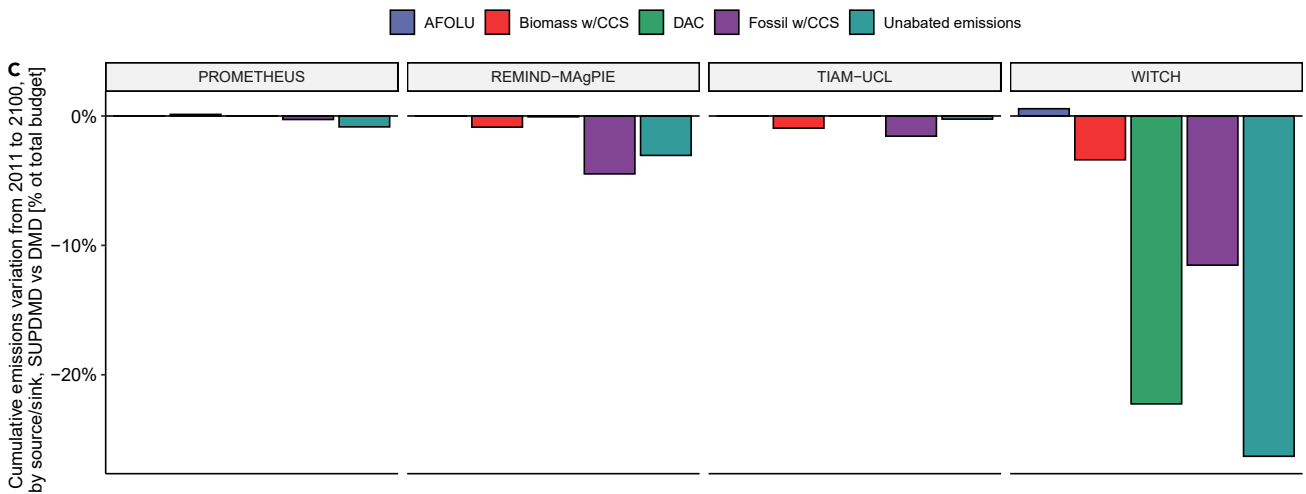 AFOLU Biomass w/CCS DAC Fossil w/CCS Unabated emissions
C
Cumulative emissions variation from 2011 to 2100,
by source/sink, SUPDMD vs DMD [% ot total budget]
PROMETHEUS REMIND−MAgPIE TIAM−UCL WITCH
0%
−10%
−20%